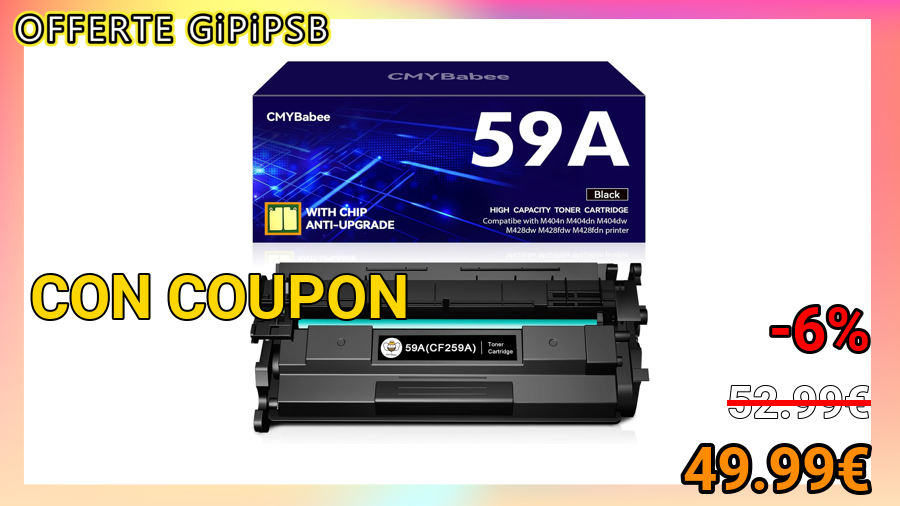 OFFERTE GiPiPSB
CMYBabee
CMYBabee
59A
Black
HIGH CAPACITY TONER CARTRIDGE
Compatibe with M404n M404dn M404dw
M428dw M428fdw M428fdn printer
WITH CHIP
ANTI-UPGRADE
CON COUPON
59A(CF259A)
Toner
Cartridge
-6%
52.99€
49.99€